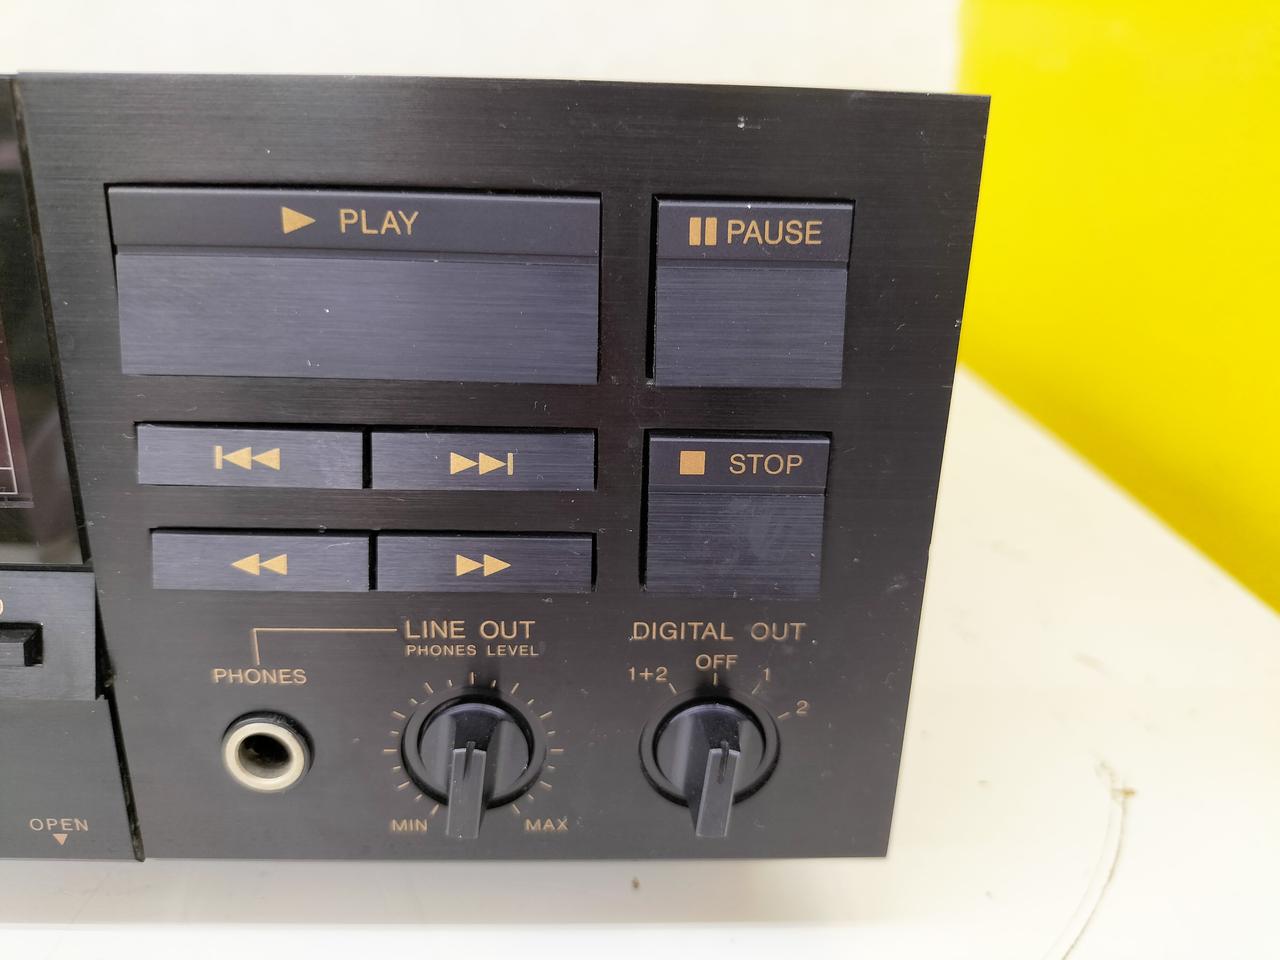 PLAY
PAUSE
STOP
LINE OUT
PHONES LEVEL
PHONES
MIN
MAX
DIGITAL OUT
OFF
1+2
1
2
OPEN